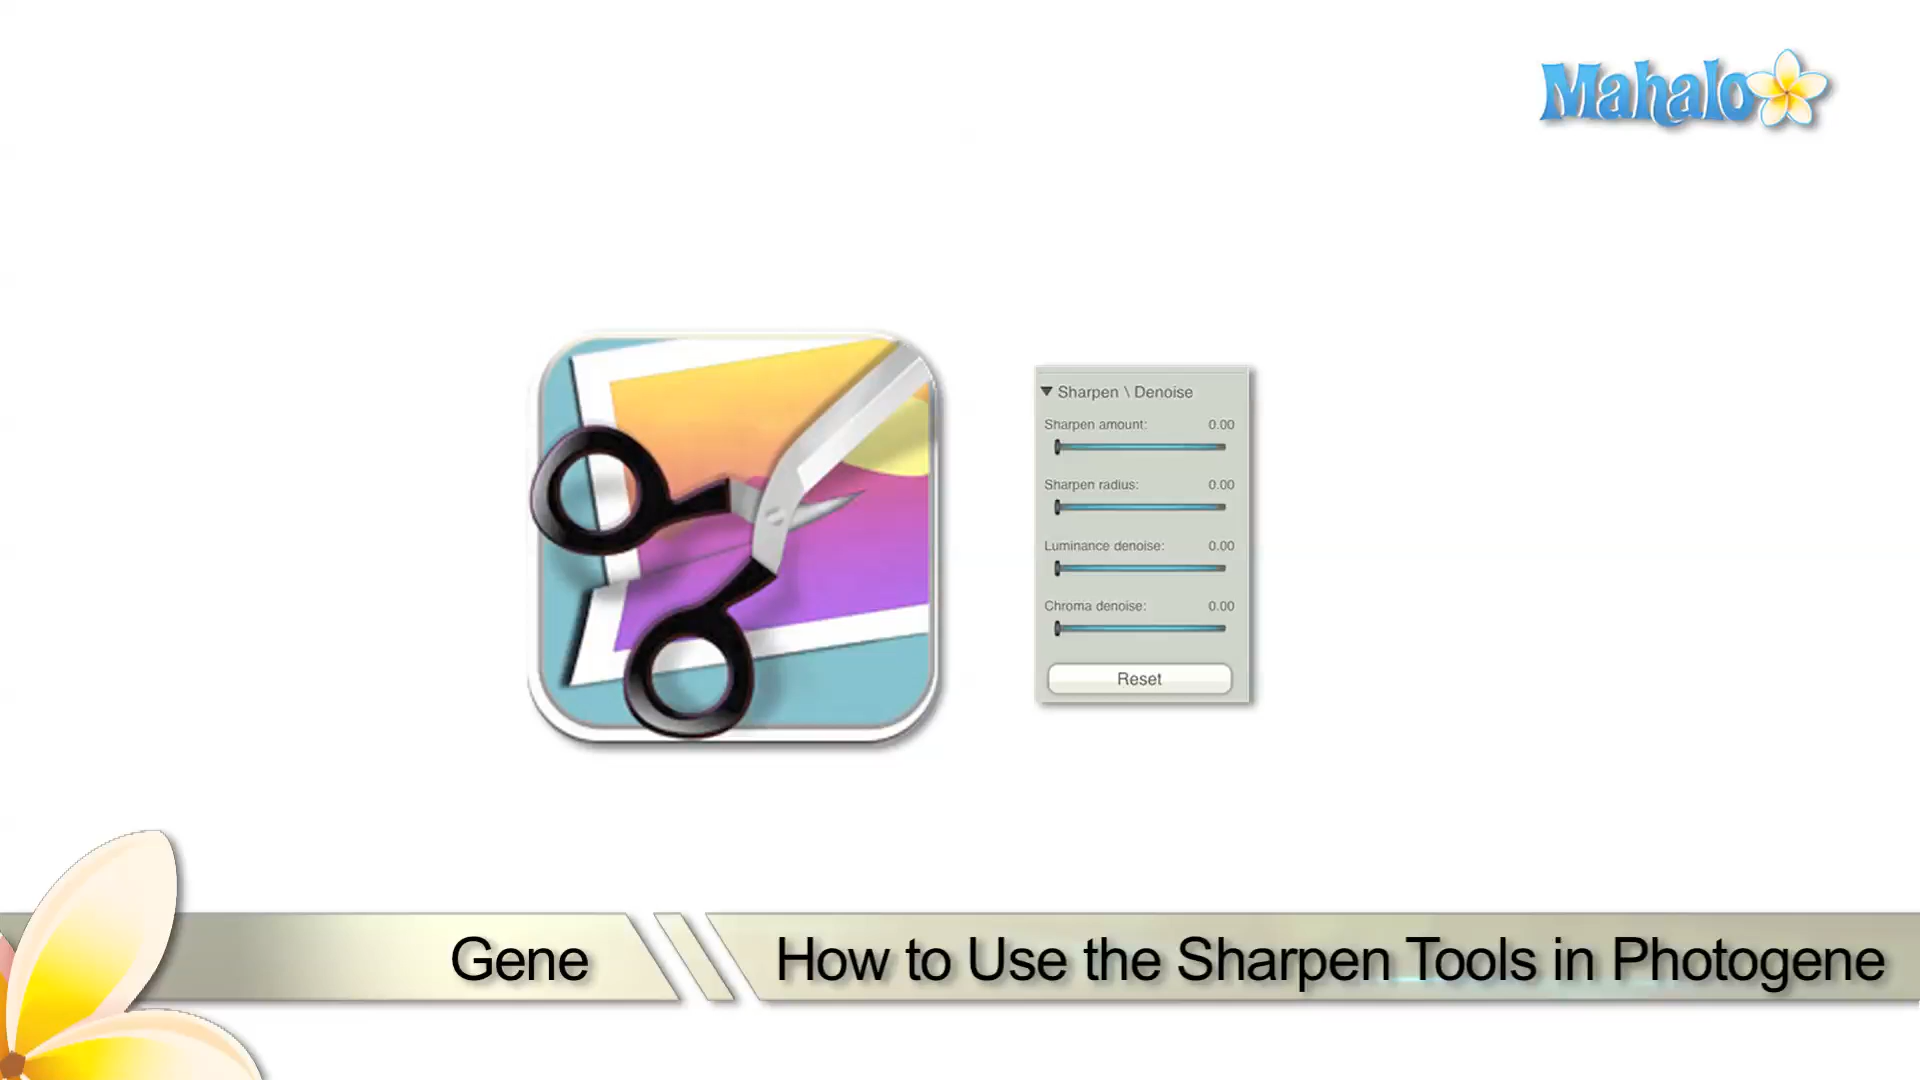 Mahalo
Sharpen \ Denoise
Sharpen amount: 0.00
Sharpen radius: 0.00
Luminance denoise: 0.00
Chroma denoise: 0.00
Reset
Gene
How to Use the Sharpen Tools in Photogene